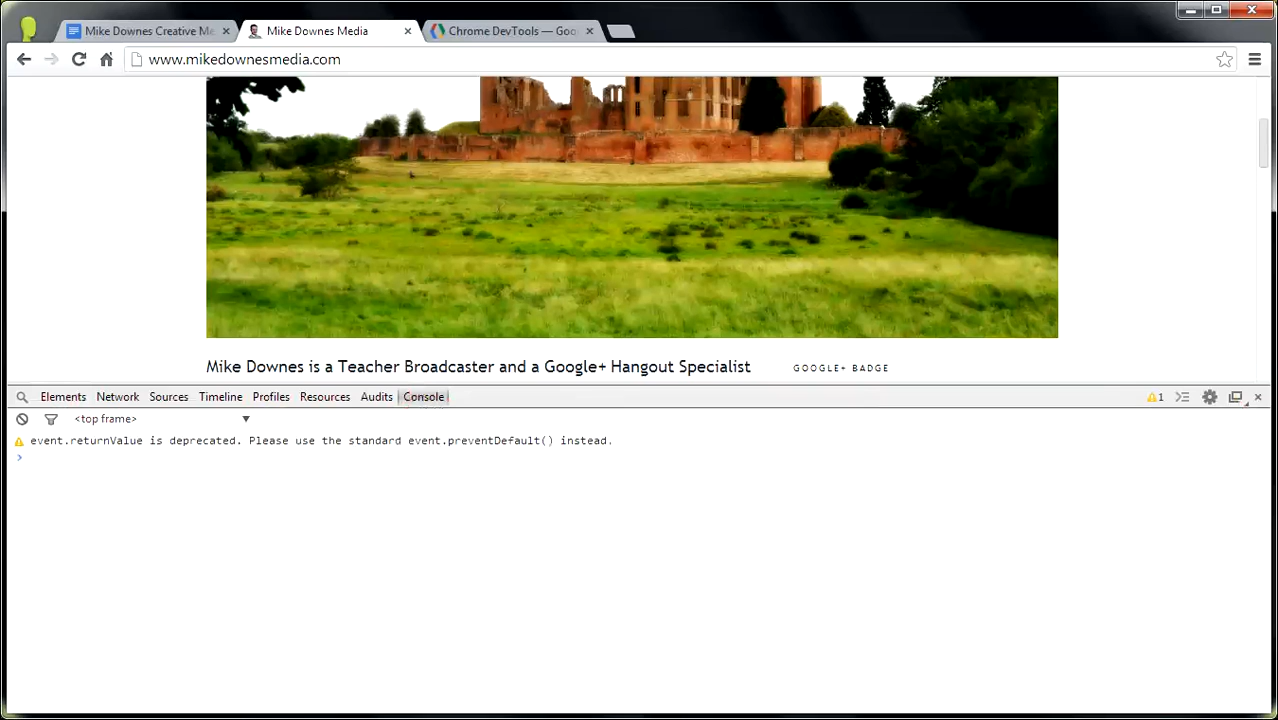 Mike Downes Creative Me
Mike Downes Media
Chrome DevTools — Goo
www.mikedownesmedia.com
Mike Downes is a Teacher Broadcaster and a Google+ Hangout Specialist
GOOGLE+ BADGE
Elements Network Sources Timeline Profiles Resources Audits Console 1
<top frame>
event.returnValue is deprecated. Please use the standard event.preventDefault() instead.
>